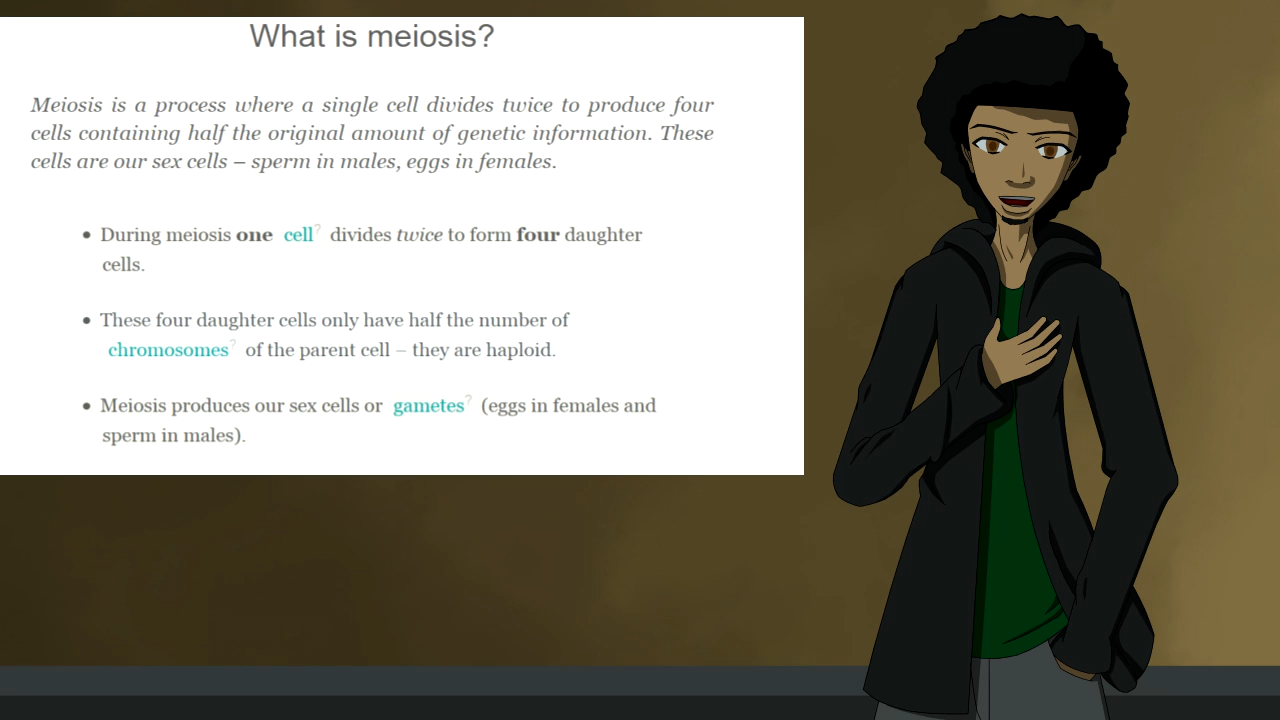 What is meiosis?
Meiosis is a process where a single cell divides twice to produce four
cells containing half the original amount of genetic information. These
cells are our sex cells – sperm in males, eggs in females.
• During meiosis one cell? divides twice to form four daughter
cells.
• These four daughter cells only have half the number of
chromosomes? of the parent cell – they are haploid.
• Meiosis produces our sex cells or gametes? (eggs in females and
sperm in males).